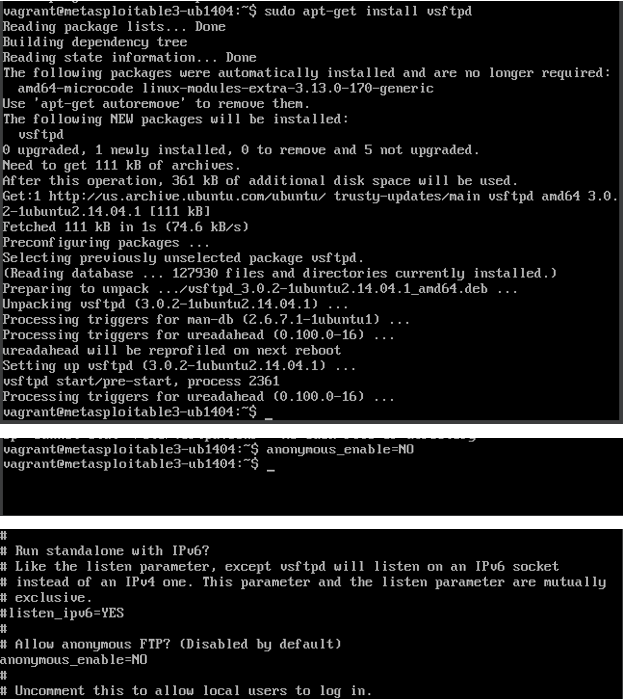 vagrant@metasploitable3-ub1404:~$ sudo apt-get install vsftpd
Reading package lists... Done
Building dependency tree
Reading state information... Done
The following packages were automatically installed and are no longer required:
  amd64-microcode linux-modules-extra-3.13.0-170-generic
Use 'apt-get autoremove' to remove them.
The following NEW packages will be installed:
  vsftpd
0 upgraded, 1 newly installed, 0 to remove and 5 not upgraded.
Need to get 111 kB of archives.
After this operation, 361 kB of additional disk space will be used.
Get:1 http://us.archive.ubuntu.com/ubuntu/ trusty-updates/main vsftpd amd64 3.0.
2-1ubuntu2.14.04.1 [111 kB]
Fetched 111 kB in 1s (74.6 kB/s)
Preconfiguring packages ...
Selecting previously unselected package vsftpd.
(Reading database ... 127930 files and directories currently installed.)
Preparing to unpack .../vsftpd_3.0.2-1ubuntu2.14.04.1_amd64.deb ...
Unpacking vsftpd (3.0.2-1ubuntu2.14.04.1) ...
Processing triggers for man-db (2.6.7.1-1ubuntu1) ...
Processing triggers for ureadahead (0.100.0-16) ...
ureadahead will be reprofiled on next reboot
Setting up vsftpd (3.0.2-1ubuntu2.14.04.1) ...
vsftpd start/pre-start, process 2361
Processing triggers for ureadahead (0.100.0-16) ...
vagrant@metasploitable3-ub1404:~$ _
vagrant@metasploitable3-ub1404:~$ anonymous_enable=NO
vagrant@metasploitable3-ub1404:~$ _
#
# Run standalone with IPv6?
# Like the listen parameter, except vsftpd will listen on an IPv6 socket
# instead of an IPv4 one. This parameter and the listen parameter are mutually
# exclusive.
#listen_ipv6=YES
#
# Allow anonymous FTP? (Disabled by default)
anonymous_enable=NO
#
# Uncomment this to allow local users to log in.